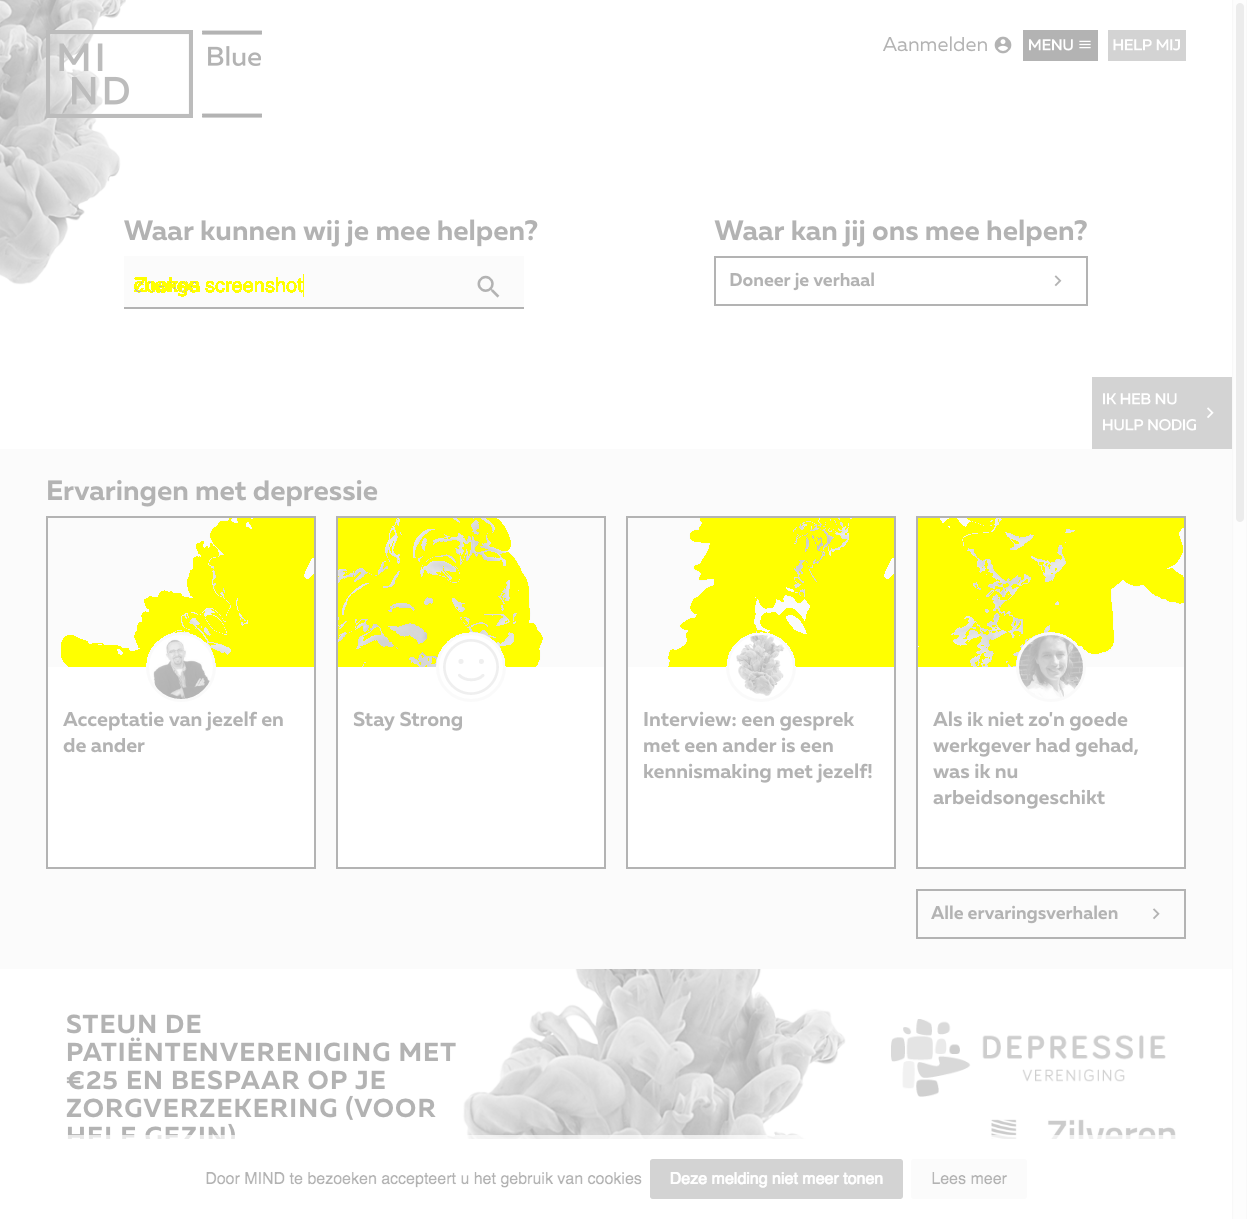 MI
ND
Blue
Aanmelden
MENU
HELP MIJ
Waar kunnen wij je mee helpen?
Waar kan jij ons mee helpen?
screenshot
Doneer je verhaal
IK HEB NU
HULP NODIG
Ervaringen met depressie
Acceptatie van jezelf en
de ander
Stay Strong
Interview: een gesprek
met een ander is een
kennismaking met jezelf!
Als ik niet zo'n goede
werkgever had gehad,
was ik nu
arbeidsongeschikt
Alle ervaringsverhalen
STEUN DE
PATIËNTENVERENIGING MET
€25 EN BESPAAR OP JE
ZORGVERZEKERING (VOOR
HELE GEZIN)
DEPRESSIE
VERENIGING
Zilveren
Door MIND te bezoeken accepteert u het gebruik van cookies
Deze melding niet meer tonen
Lees meer